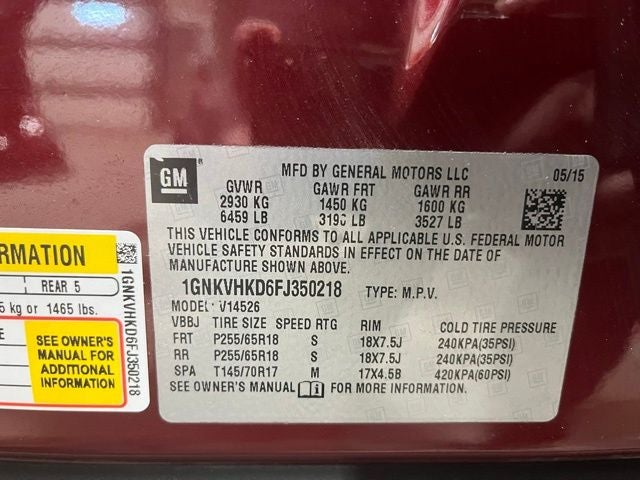 GM
MFD BY GENERAL MOTORS LLC 05/15
GVWR GAWR FRT GAWR RR
2930 KG 1450 KG 1600 KG
6459 LB 3196 LB 3527 LB
THIS VEHICLE CONFORMS TO ALL APPLICABLE U.S. FEDERAL MOTOR
VEHICLE SAFETY STANDARDS IN EFFECT ON THE DATE OF
MANUFACTURE SHOWN ABOVE.
1GNKVHKD6FJ350218 TYPE: M.P.V.
MODEL: V14526
VBBJ TIRE SIZE SPEED RTG RIM COLD TIRE PRESSURE
FRT P255/65R18 S 18X7.5J 240KPA(35PSI)
RR P255/65R18 S 18X7.5J 240KPA(35PSI)
SPA T145/70R17 M 17X4.5B 420KPA(60PSI)
SEE OWNER'S MANUAL i FOR MORE INFORMATION.
REAR 5
kg or 1465 lbs.
SEE OWNER'S
MANUAL FOR
ADDITIONAL
INFORMATION
1GNKVHKD6FJ350218